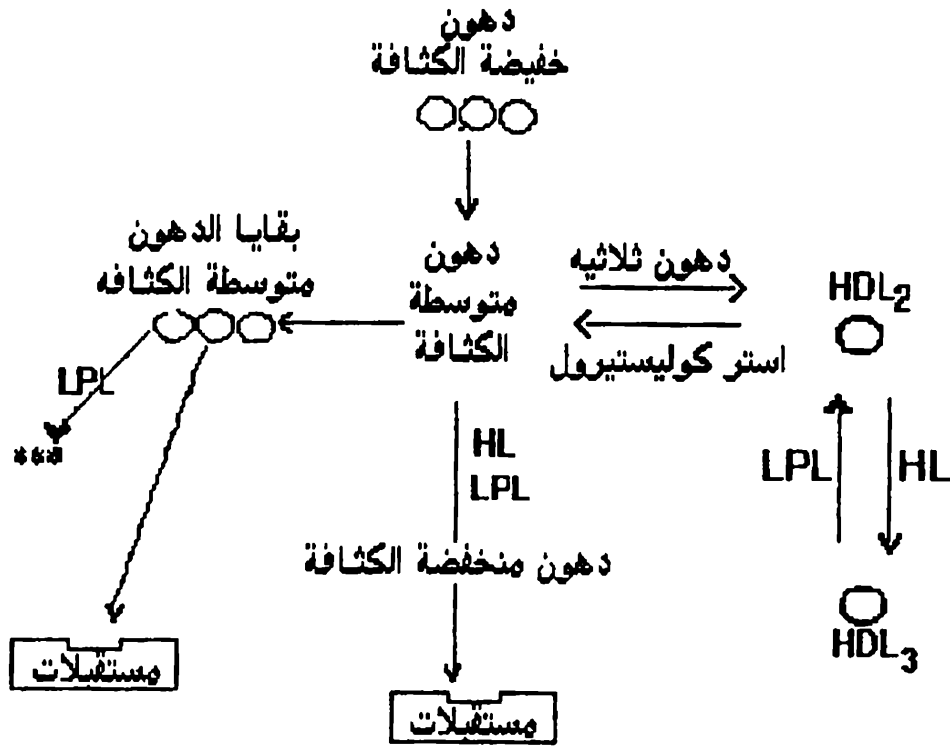 دهون
خفيضة الكثافة
بقايا الدهون
متوسطة الكثافه
دهون
متوسطة
الكثافة
دهون ثلاثيه
استر كوليستيرول
HDL2
LPL
***
HL
LPL
LPL
HL
دهون منخفضة الكثافة
HDL3
مستقبلات
مستقبلات